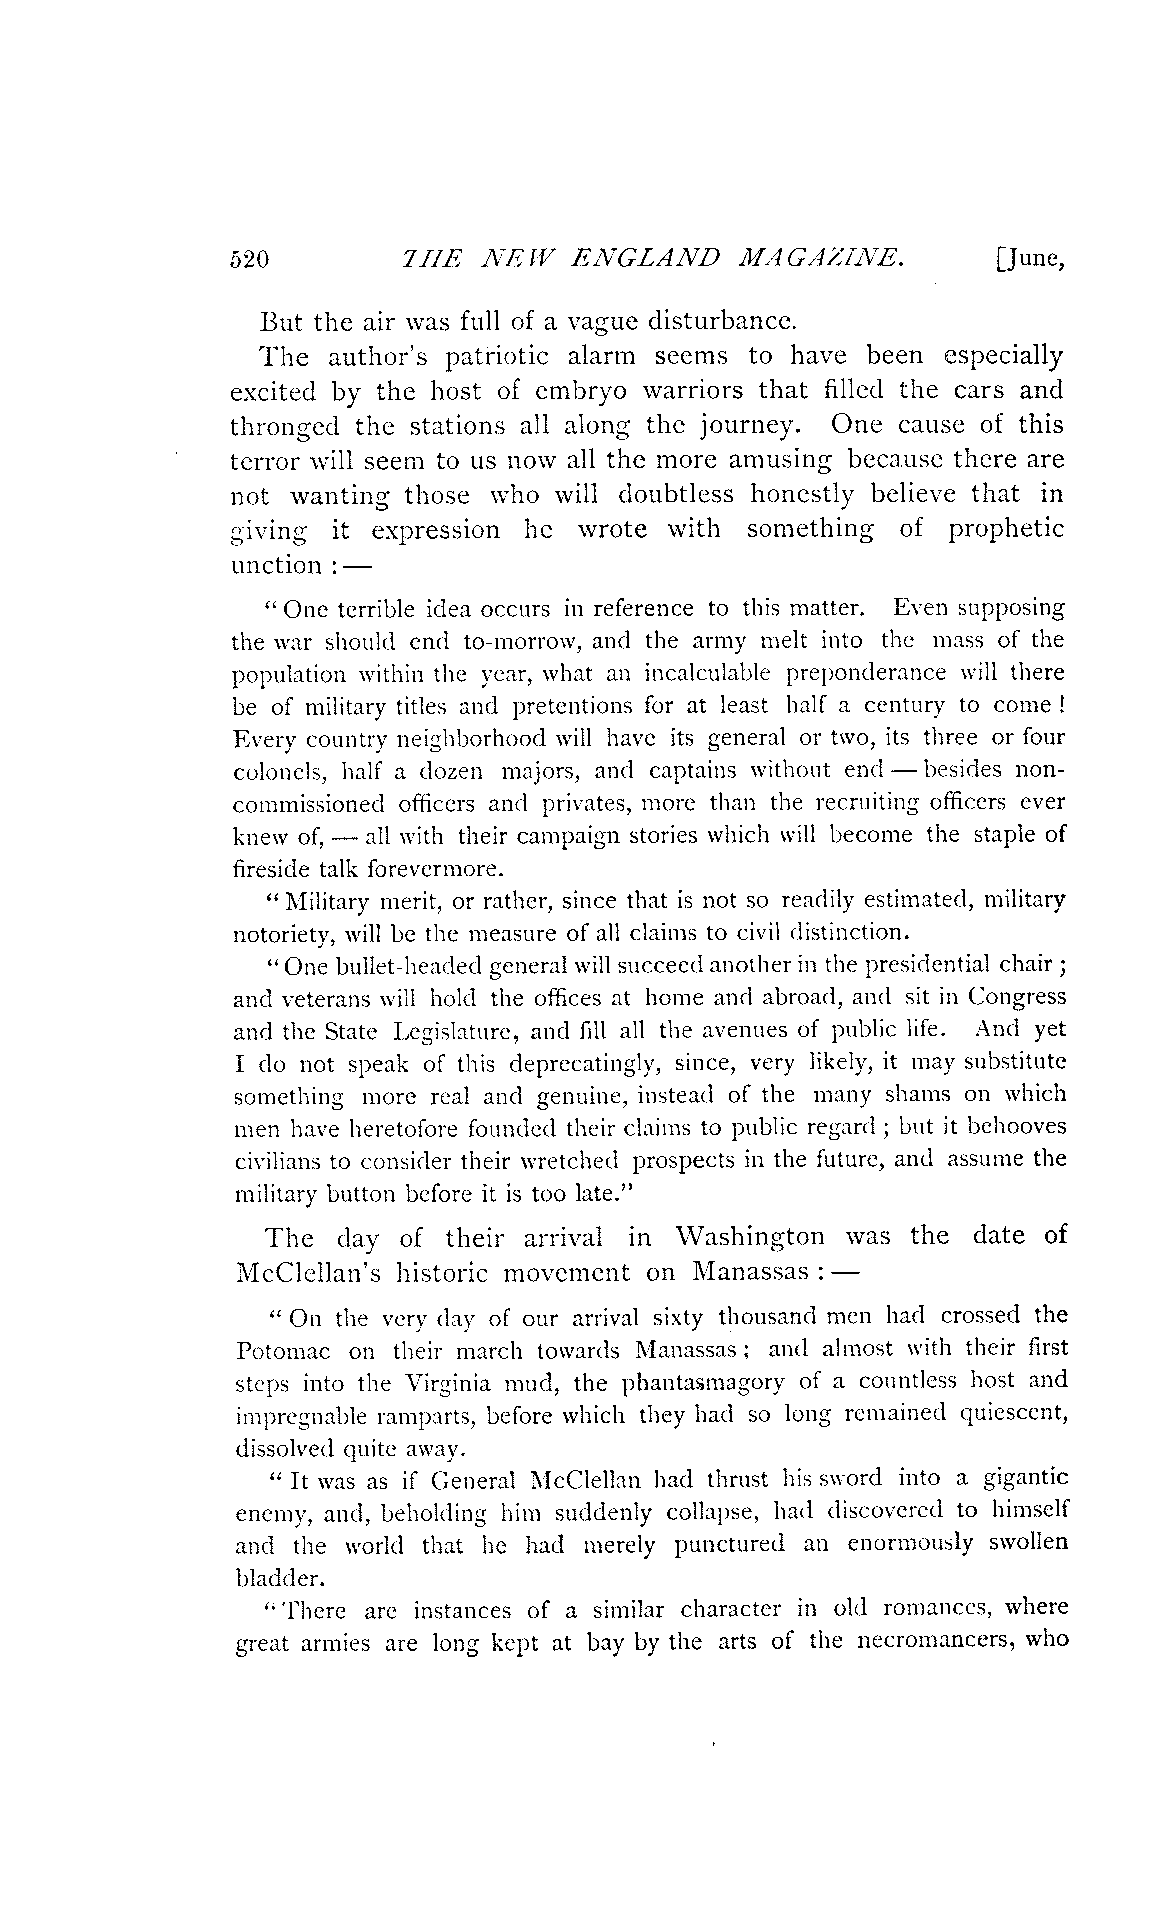 520 THE NEW ENGLAND MAGAZINE. [June,
But the air was full of a vague disturbance.
The author's patriotic alarm seems to have been especially
excited by the host of embryo warriors that filled the cars and
thronged the stations all along the journey. One cause of this
terror will seem to us now all the more amusing because there are
not wanting those who will doubtless honestly believe that in
giving it expression he wrote with something of prophetic
unction : —
" One terrible idea occurs in reference to this matter. Even supposing
the war should end to-morrow, and the army melt into the mass of the
population within the year, what an incalculable preponderance will there
be of military titles and pretentions for at least half a century to come !
Every country neighborhood will have its general or two, its three or four
colonels, half a dozen majors, and captains without end — besides non-
commissioned officers and privates, more than the recruiting officers ever
knew of, — all with their campaign stories which will become the staple of
fireside talk forevermore.
" Military merit, or rather, since that is not so readily estimated, military
notoriety, will be the measure of all claims to civil distinction.
" One bullet-headed general will succeed another in the presidential chair ;
and veterans will hold the offices at home and abroad, and sit in Congress
and the State Legislature, and fill all the avenues of public life. And yet
I do not speak of this deprecatingly, since, very likely, it may substitute
something more real and genuine, instead of the many shams on which
men have heretofore founded their claims to public regard ; but it behooves
civilians to consider their wretched prospects in the future, and assume the
military button before it is too late."
The day of their arrival in Washington was the date of
McClellan's historic movement on Manassas : —
" On the very day of our arrival sixty thousand men had crossed the
Potomac on their march towards Manassas ; and almost with their first
steps into the Virginia mud, the phantasmagory of a countless host and
impregnable ramparts, before which they had so long remained quiescent,
dissolved quite away.
" It was as if General McClellan had thrust his sword into a gigantic
enemy, and, beholding him suddenly collapse, had discovered to himself
and the world that he had merely punctured an enormously swollen
bladder.
" There are instances of a similar character in old romances, where
great armies are long kept at bay by the arts of the necromancers, who